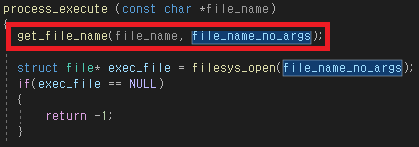 process_execute (const char *file_name)
{
get_file_name(file_name, file_name_no_args);
struct file* exec_file = filesys_open(file_name_no_args);
if(exec_file == NULL)
{
return -1;
}